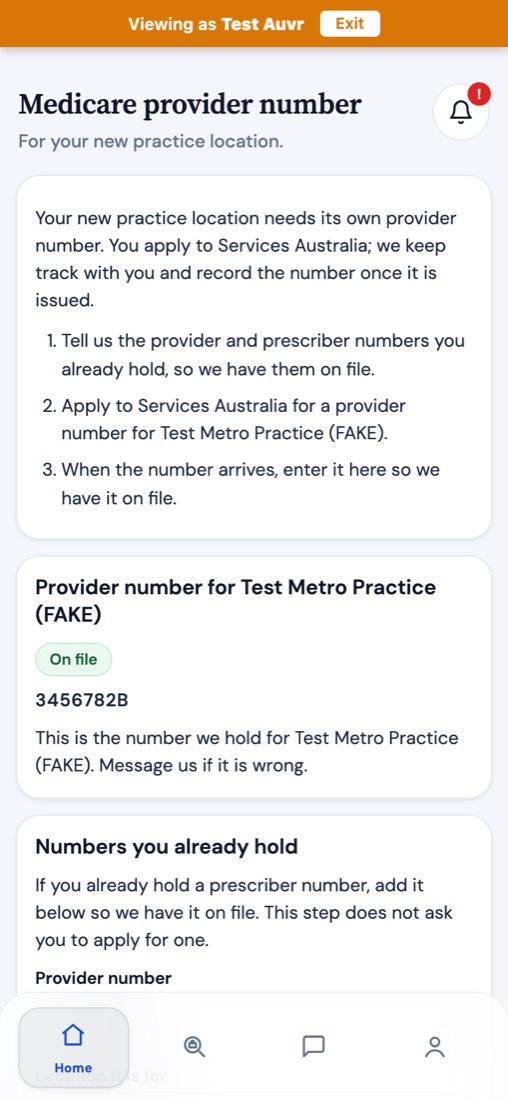 Viewing as Test Auvr Exit
Medicare provider number
!
For your new practice location.
Your new practice location needs its own provider
number. You apply to Services Australia; we keep
track with you and record the number once it is
issued.
1. Tell us the provider and prescriber numbers you
already hold, so we have them on file.
2. Apply to Services Australia for a provider
number for Test Metro Practice (FAKE).
3. When the number arrives, enter it here so we
have it on file.
Provider number for Test Metro Practice
(FAKE)
On file
3456782B
This is the number we hold for Test Metro Practice
(FAKE). Message us if it is wrong.
Numbers you already hold
If you already hold a prescriber number, add it
below so we have it on file. This step does not ask
you to apply for one.
Provider number
Home
Location it is for